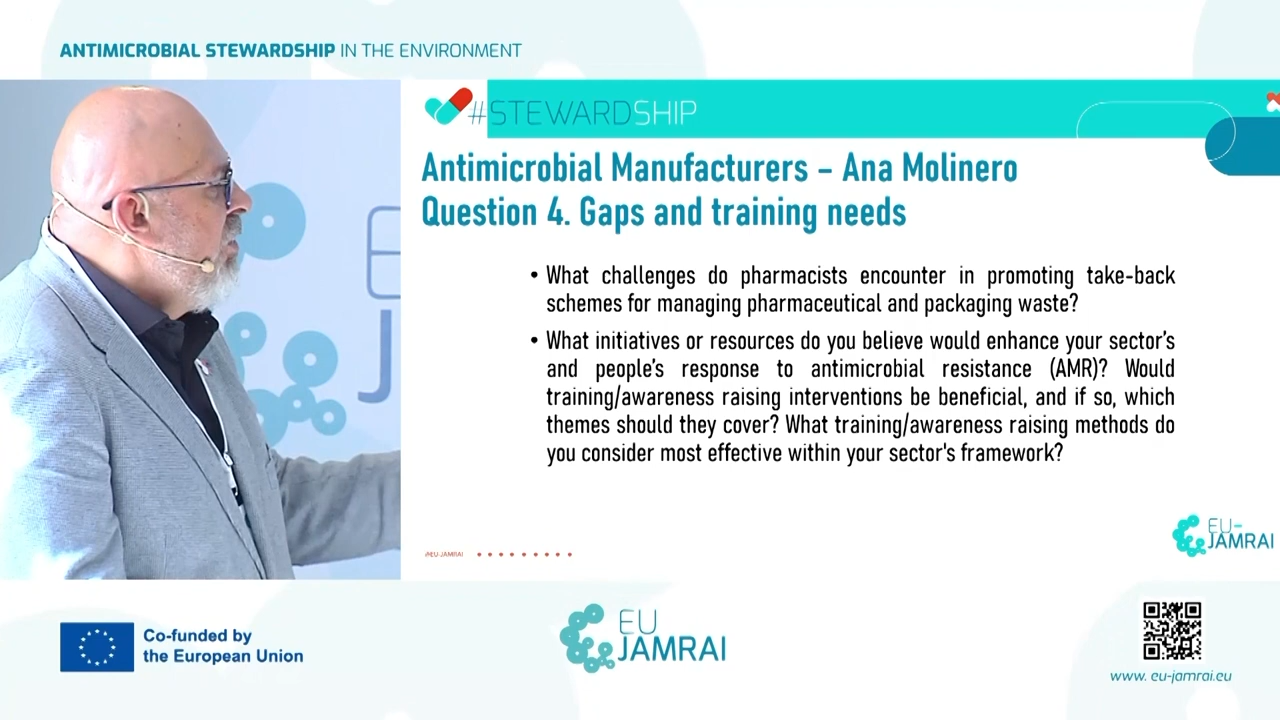 ANTIMICROBIAL STEWARDSHIP IN THE ENVIRONMENT
#STEWARDSHIP
Antimicrobial Manufacturers – Ana Molinero
Question 4. Gaps and training needs
• What challenges do pharmacists encounter in promoting take-back
schemes for managing pharmaceutical and packaging waste?
• What initiatives or resources do you believe would enhance your sector’s
and people’s response to antimicrobial resistance (AMR)? Would
training/awareness raising interventions be beneficial, and if so, which
themes should they cover? What training/awareness raising methods do
you consider most effective within your sector's framework?
E
J
#EU-JAMRAI
EU-
JAMRAI
Co-funded by
the European Union
EU
JAMRAI
www. eu-jamrai.eu